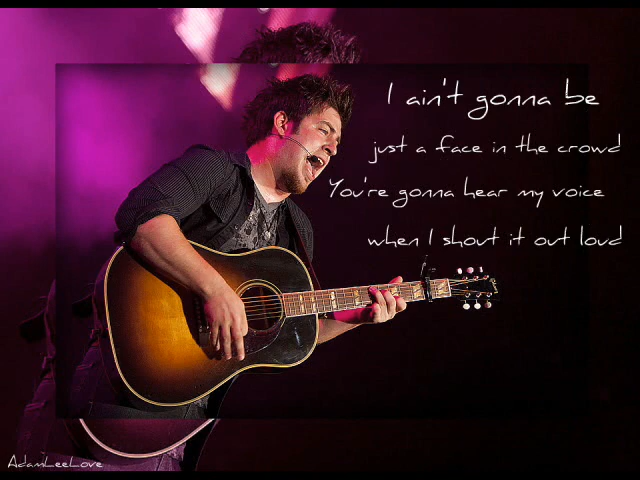 I ain't gonna be
just a face in the crowd
You're gonna hear my voice
when I shout it out loud
AdamLeeLove